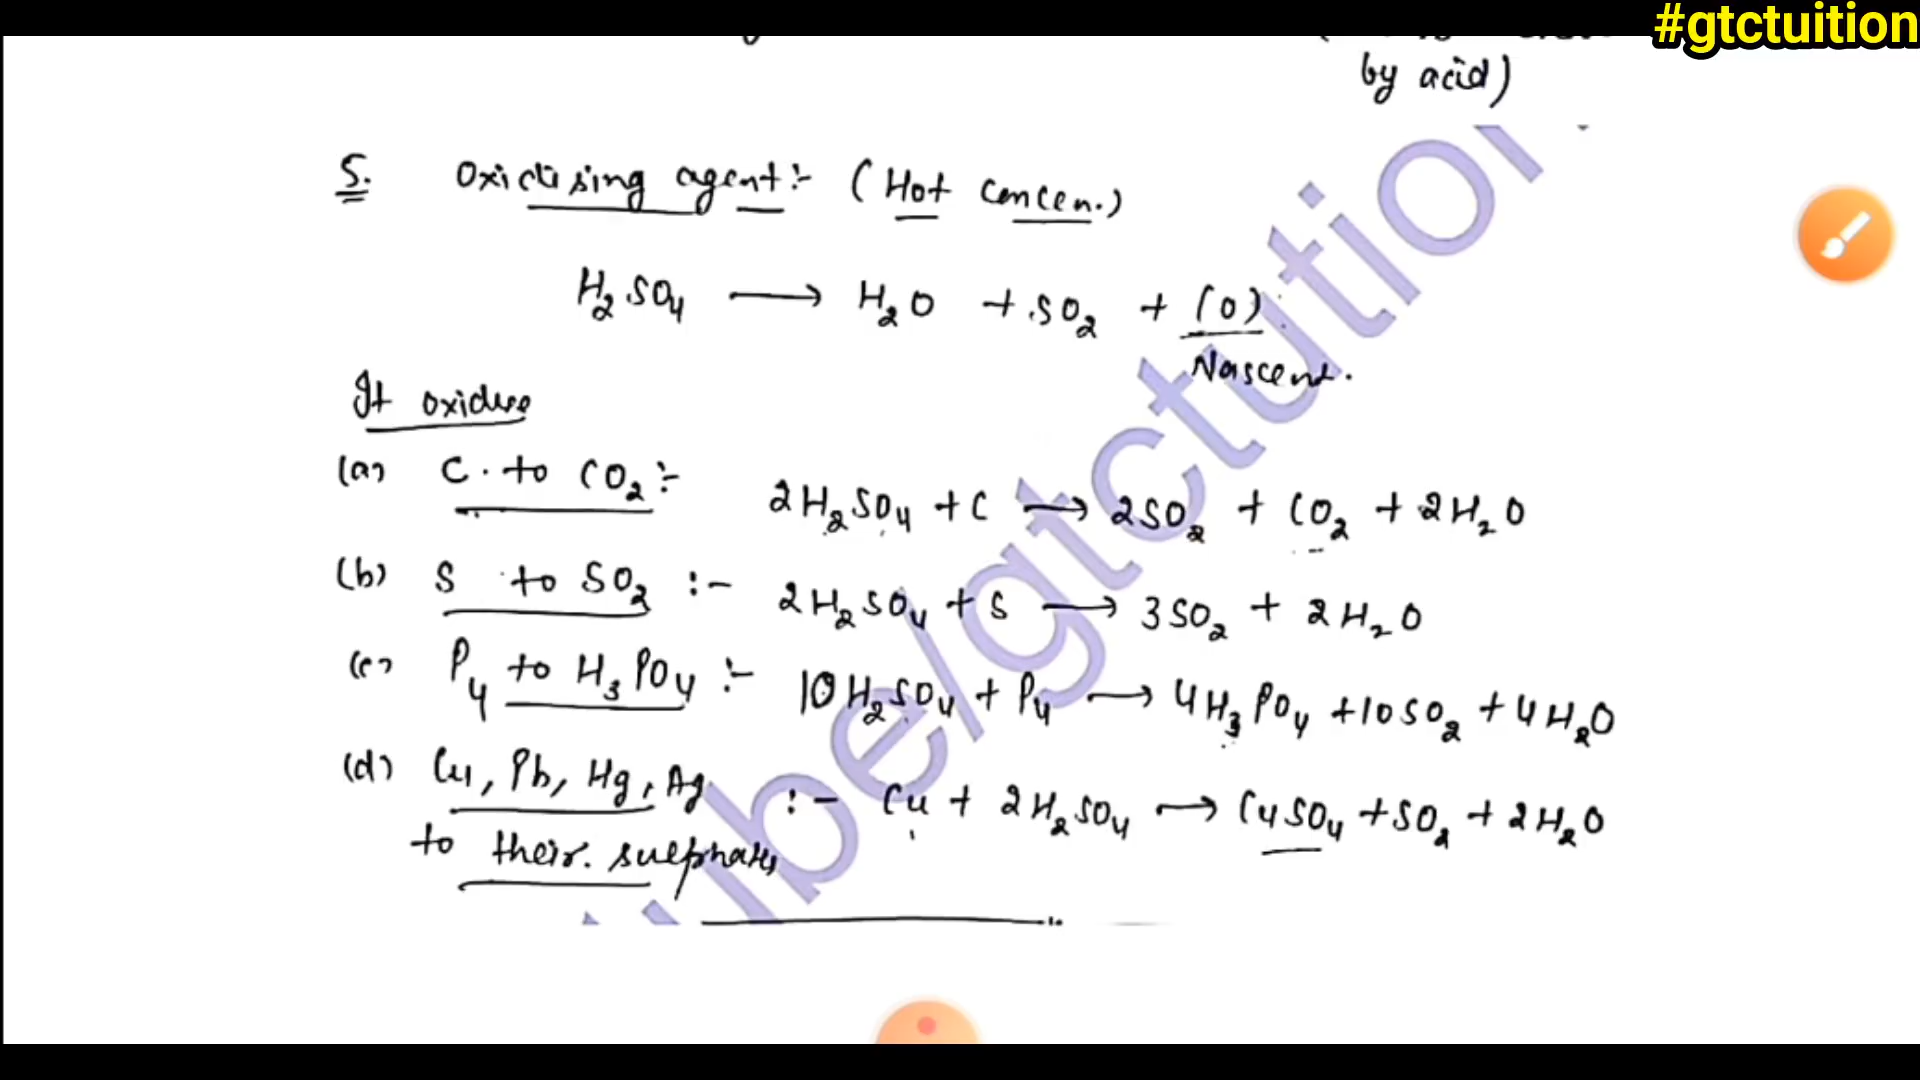 #gtctuition
by acid)
5. Oxidising agent :- (Hot concen.)
H₂SO₄ ⟶ H₂O + SO₂ + (O)
Nascent.
It oxidise
(a) C to CO₂ :- 2H₂SO₄ + C ⟶ 2SO₂ + CO₂ + 2H₂O
(b) S to SO₂ :- 2H₂SO₄ + S ⟶ 3SO₂ + 2H₂O
(c) P₄ to H₃PO₄ :- 10H₂SO₄ + P₄ ⟶ 4H₃PO₄ + 10SO₂ + 4H₂O
(d) Cu, Pb, Hg, Ag :- Cu + 2H₂SO₄ ⟶ CuSO₄ + SO₂ + 2H₂O
to their sulphates
ube/gtctuition